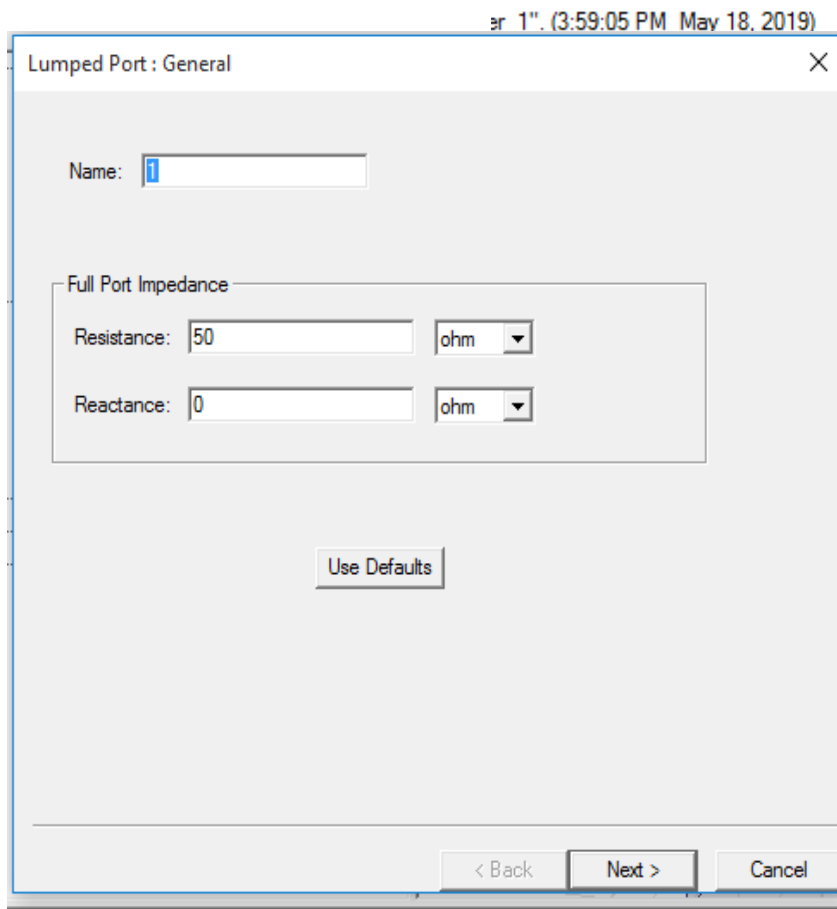 1". (3:59:05 PM May 18, 2019)
Lumped Port : General
Name: 1
Full Port Impedance
Resistance: 50 ohm
Reactance: 0 ohm
Use Defaults
< Back Next > Cancel